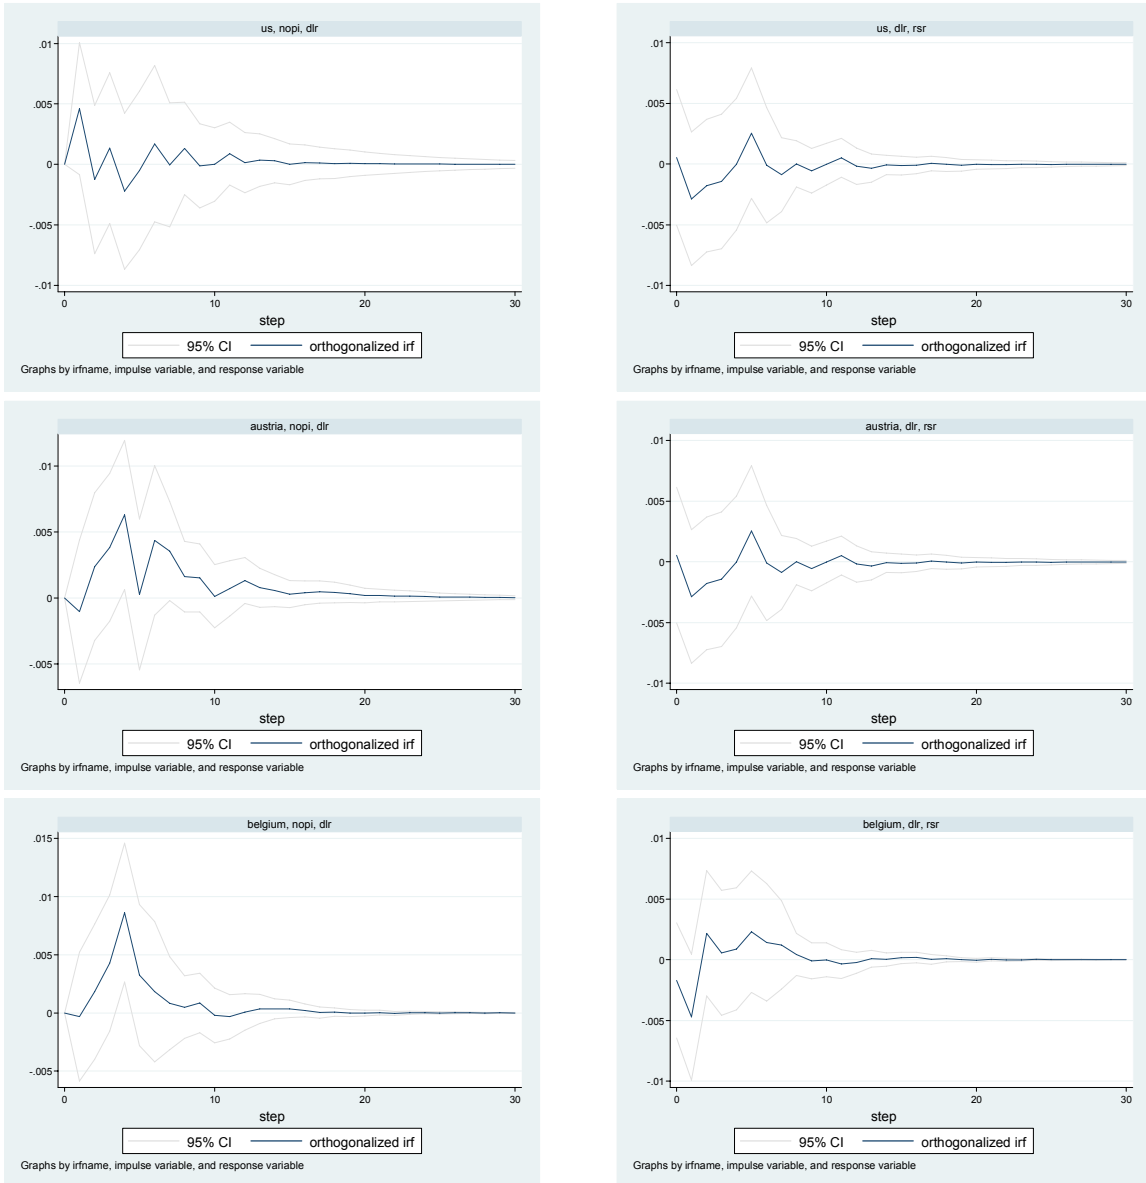 us, nopi, dlr
.01
.005
0
-.005
-.01
0 10 20 30
step
95% CI orthogonalized irf
Graphs by irfname, impulse variable, and response variable
us, dlr, rsr
.01
.005
0
-.005
-.01
0 10 20 30
step
95% CI orthogonalized irf
Graphs by irfname, impulse variable, and response variable
austria, nopi, dlr
.01
.005
0
-.005
0 10 20 30
step
95% CI orthogonalized irf
Graphs by irfname, impulse variable, and response variable
austria, dlr, rsr
.01
.005
0
-.005
-.01
0 10 20 30
step
95% CI orthogonalized irf
Graphs by irfname, impulse variable, and response variable
belgium, nopi, dlr
.015
.01
.005
0
-.005
0 10 20 30
step
95% CI orthogonalized irf
Graphs by irfname, impulse variable, and response variable
belgium, dlr, rsr
.01
.005
0
-.005
-.01
0 10 20 30
step
95% CI orthogonalized irf
Graphs by irfname, impulse variable, and response variable